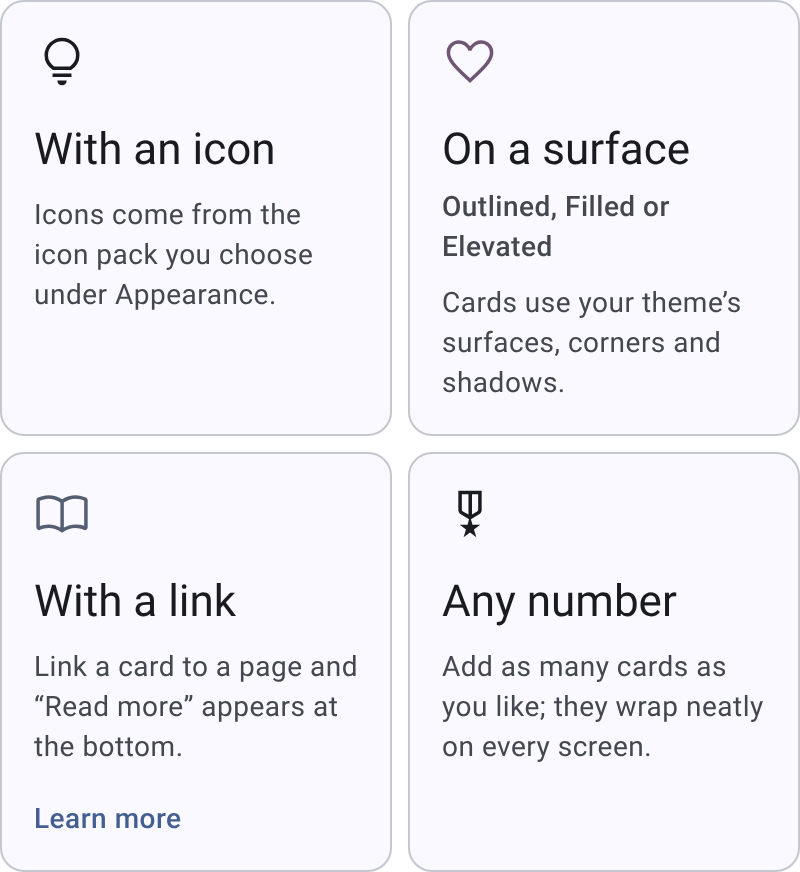 With an icon
Icons come from the
icon pack you choose
under Appearance.
On a surface
Outlined, Filled or
Elevated
Cards use your theme’s
surfaces, corners and
shadows.
With a link
Link a card to a page and
“Read more” appears at
the bottom.
Learn more
Any number
Add as many cards as
you like; they wrap neatly
on every screen.